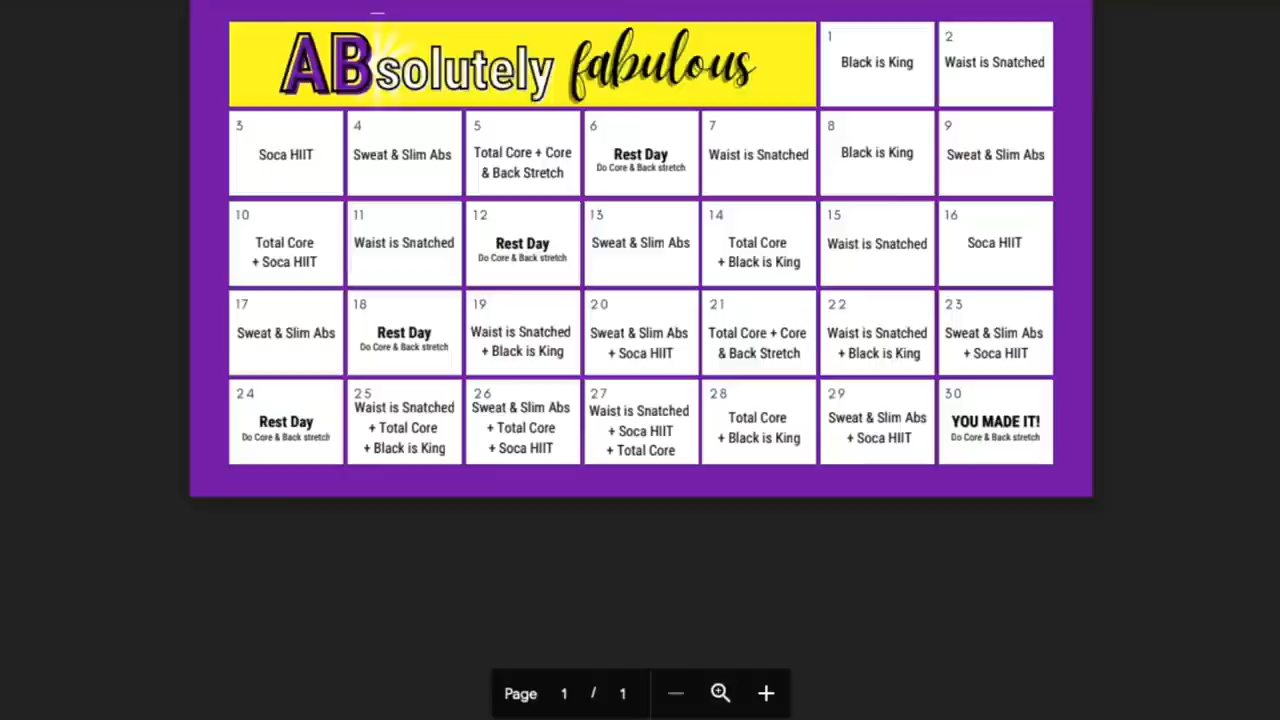 ABsolutely fabulous
1
Black is King
2
Waist is Snatched
3
Soca HIIT
4
Sweat & Slim Abs
5
Total Core + Core
& Back Stretch
6
Rest Day
Do Core & Back stretch
7
Waist is Snatched
8
Black is King
9
Sweat & Slim Abs
10
Total Core
+ Soca HIIT
11
Waist is Snatched
12
Rest Day
Do Core & Back stretch
13
Sweat & Slim Abs
14
Total Core
+ Black is King
15
Waist is Snatched
16
Soca HIIT
17
Sweat & Slim Abs
18
Rest Day
Do Core & Back stretch
19
Waist is Snatched
+ Black is King
20
Sweat & Slim Abs
+ Soca HIIT
21
Total Core + Core
& Back Stretch
22
Waist is Snatched
+ Black is King
23
Sweat & Slim Abs
+ Soca HIIT
24
Rest Day
Do Core & Back stretch
25
Waist is Snatched
+ Total Core
+ Black is King
26
Sweat & Slim Abs
+ Total Core
+ Soca HIIT
27
Waist is Snatched
+ Soca HIIT
+ Total Core
28
Total Core
+ Black is King
29
Sweat & Slim Abs
+ Soca HIIT
30
YOU MADE IT!
Do Core & Back stretch
Page 1 / 1